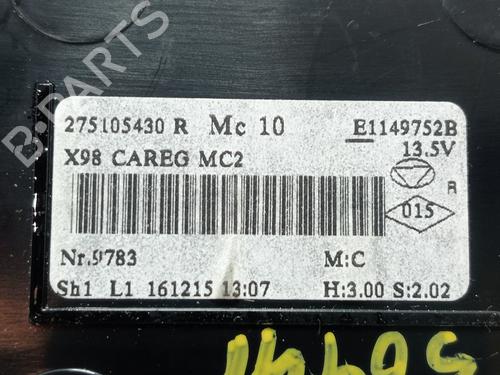 275105430 R Mc 10 E1149752B
X98 CAREG MC2 13.5V
R
015
Nr.9783 M:C
Sh1 L1 161215 13:07 H:3.00 S:2.02
B-PARTS